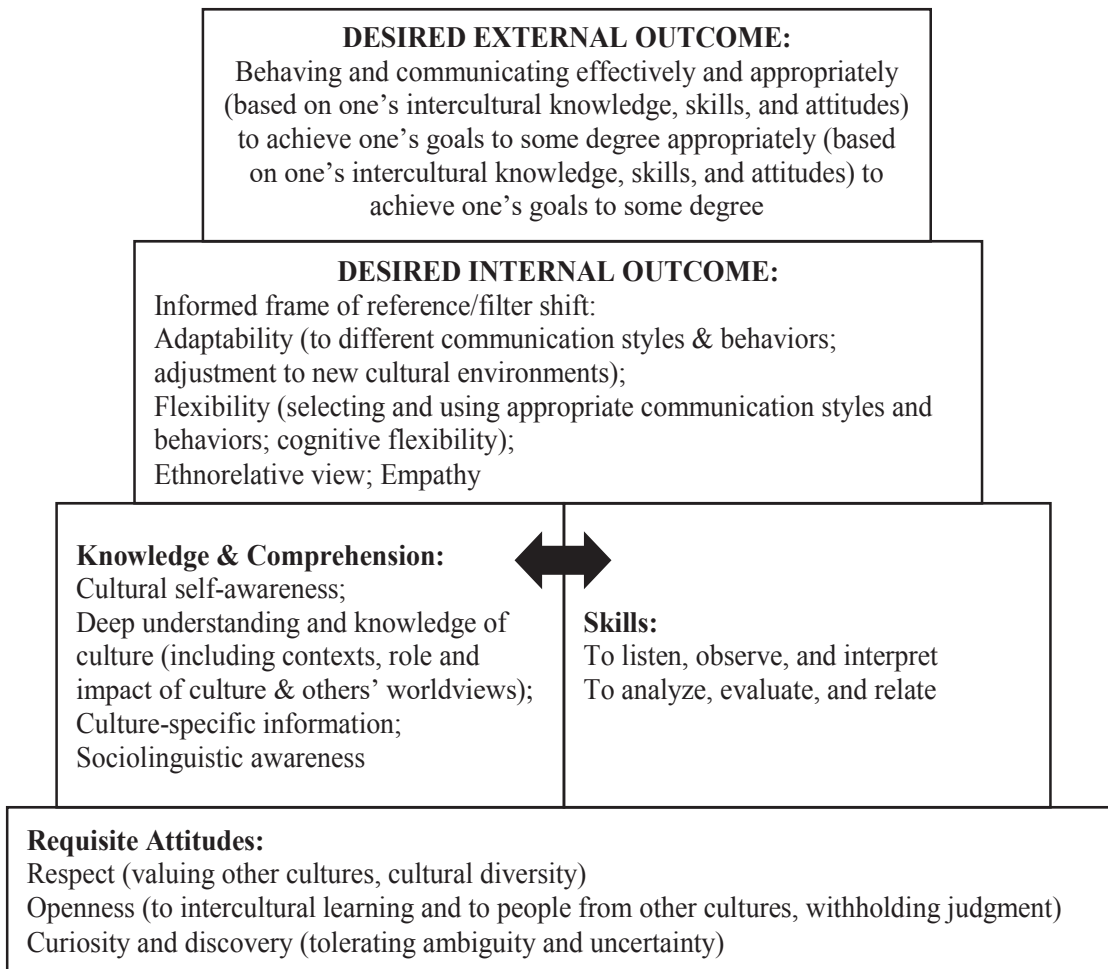 DESIRED EXTERNAL OUTCOME:
Behaving and communicating effectively and appropriately
(based on one’s intercultural knowledge, skills, and attitudes)
to achieve one’s goals to some degree appropriately (based
on one’s intercultural knowledge, skills, and attitudes) to
achieve one’s goals to some degree
DESIRED INTERNAL OUTCOME:
Informed frame of reference/filter shift:
Adaptability (to different communication styles & behaviors;
adjustment to new cultural environments);
Flexibility (selecting and using appropriate communication styles and
behaviors; cognitive flexibility);
Ethnorelative view; Empathy
Knowledge & Comprehension:
Cultural self-awareness;
Deep understanding and knowledge of
culture (including contexts, role and
impact of culture & others’ worldviews);
Culture-specific information;
Sociolinguistic awareness
Skills:
To listen, observe, and interpret
To analyze, evaluate, and relate
Requisite Attitudes:
Respect (valuing other cultures, cultural diversity)
Openness (to intercultural learning and to people from other cultures, withholding judgment)
Curiosity and discovery (tolerating ambiguity and uncertainty)